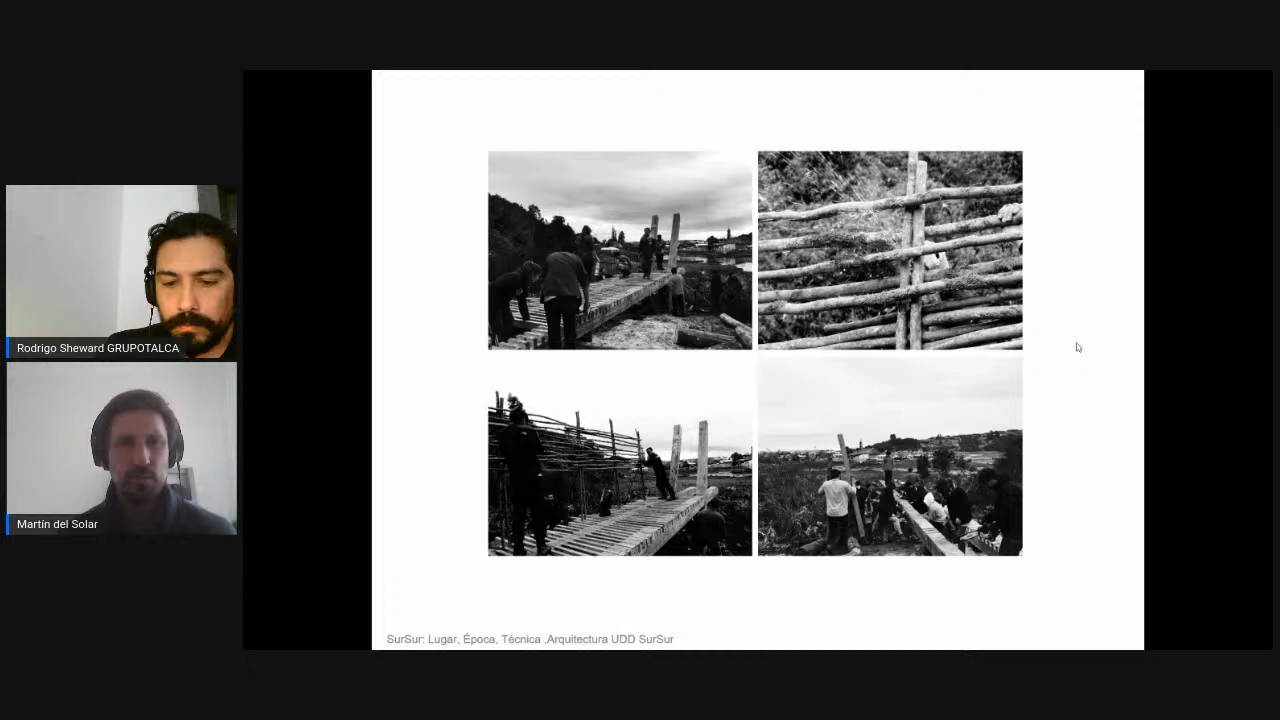 Rodrigo Sheward GRUPOTALCA
Martín del Solar
SurSur: Lugar, Época, Técnica ,Arquitectura UDD SurSur